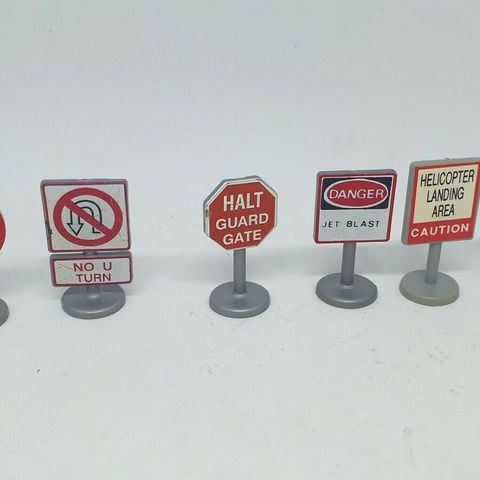 NO U
TURN
HALT
GUARD
GATE
DANGER
JET BLAST
HELICOPTER
LANDING
AREA
CAUTION